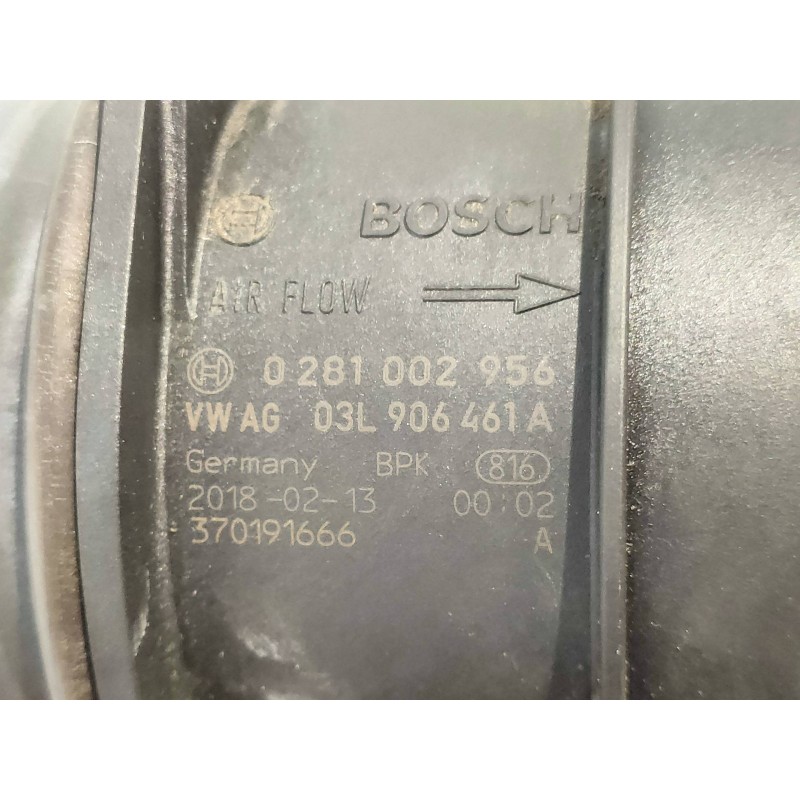 BOSCH
AIR FLOW
0 281 002 956
VW AG 03L 906 461 A
Germany BPK 816
2018-02-13 00:02
370191666 A